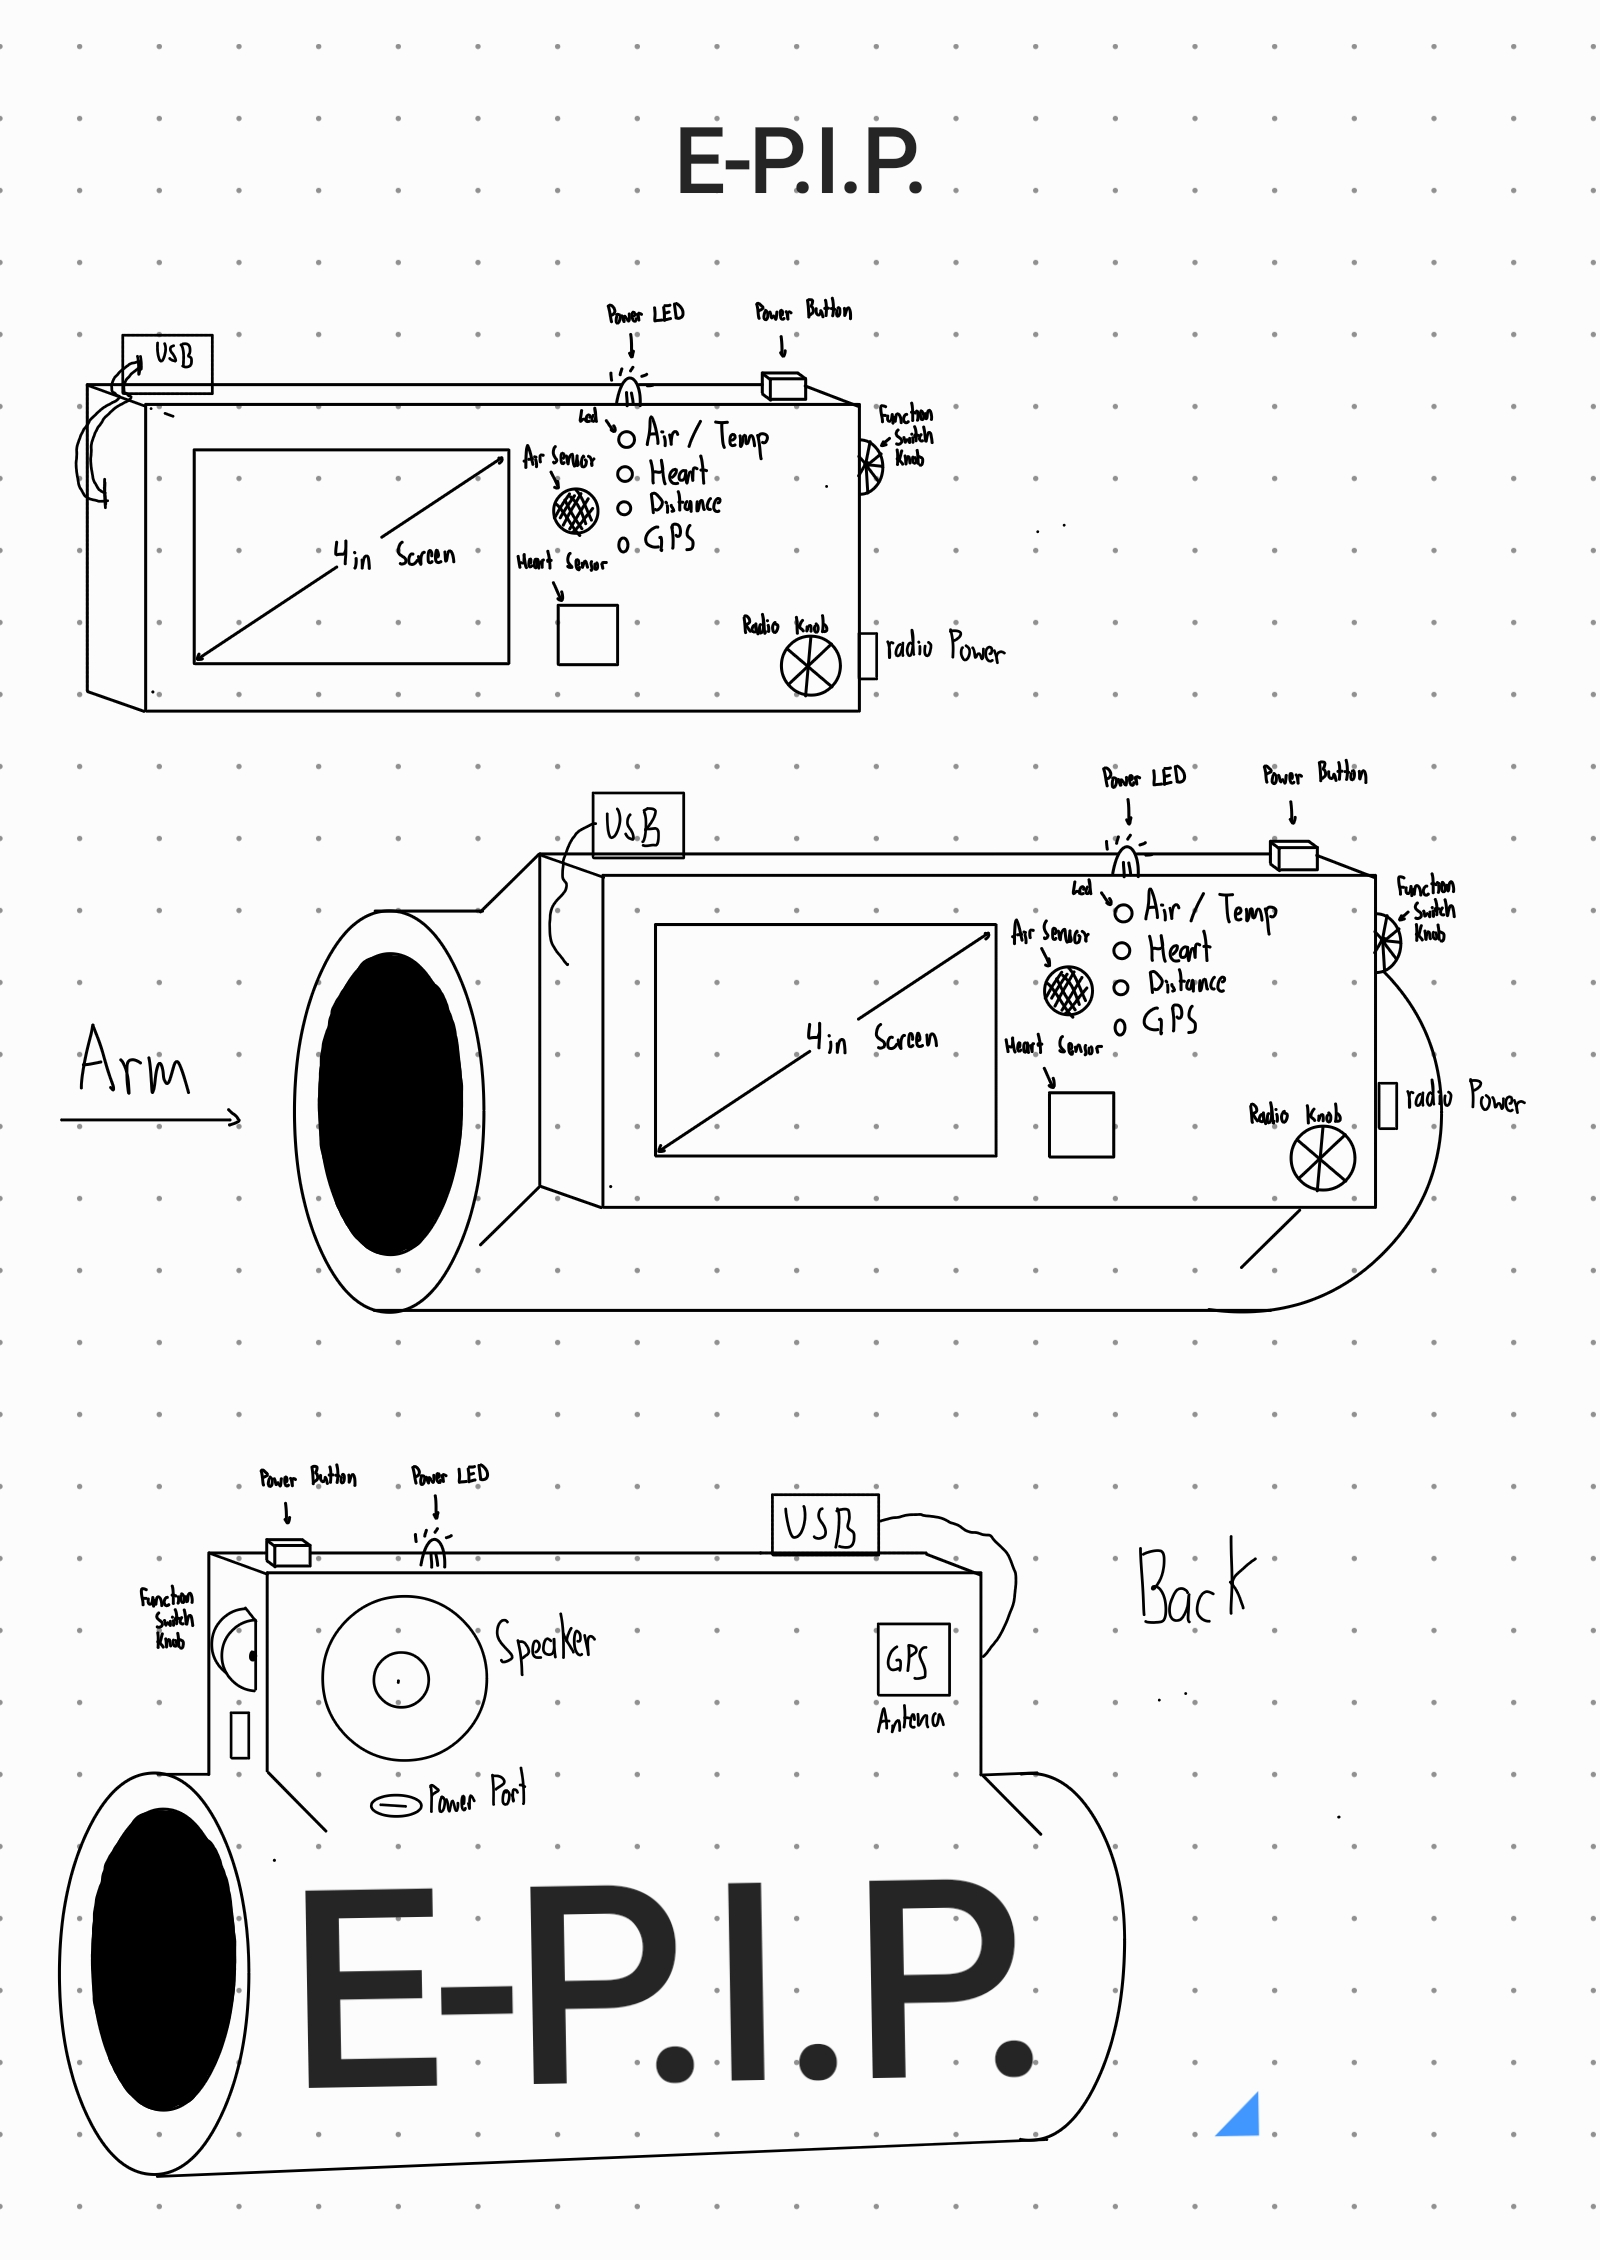 E-P.I.P.
Power LED
Power Button
USB
Led
Air / Temp
Function
Switch
Knob
Air Sensor
Heart
Distance
GPS
4in Screen
Heart Sensor
Radio Knob
radio Power
Power LED
Power Button
USB
Led
Air / Temp
Function
Switch
Knob
Air Sensor
Heart
Distance
GPS
4in Screen
Heart Sensor
Arm
Radio Knob
radio Power
Power Button
Power LED
USB
Back
Function
Switch
Knob
Speaker
GPS
Antena
Power Port
E-P.I.P.